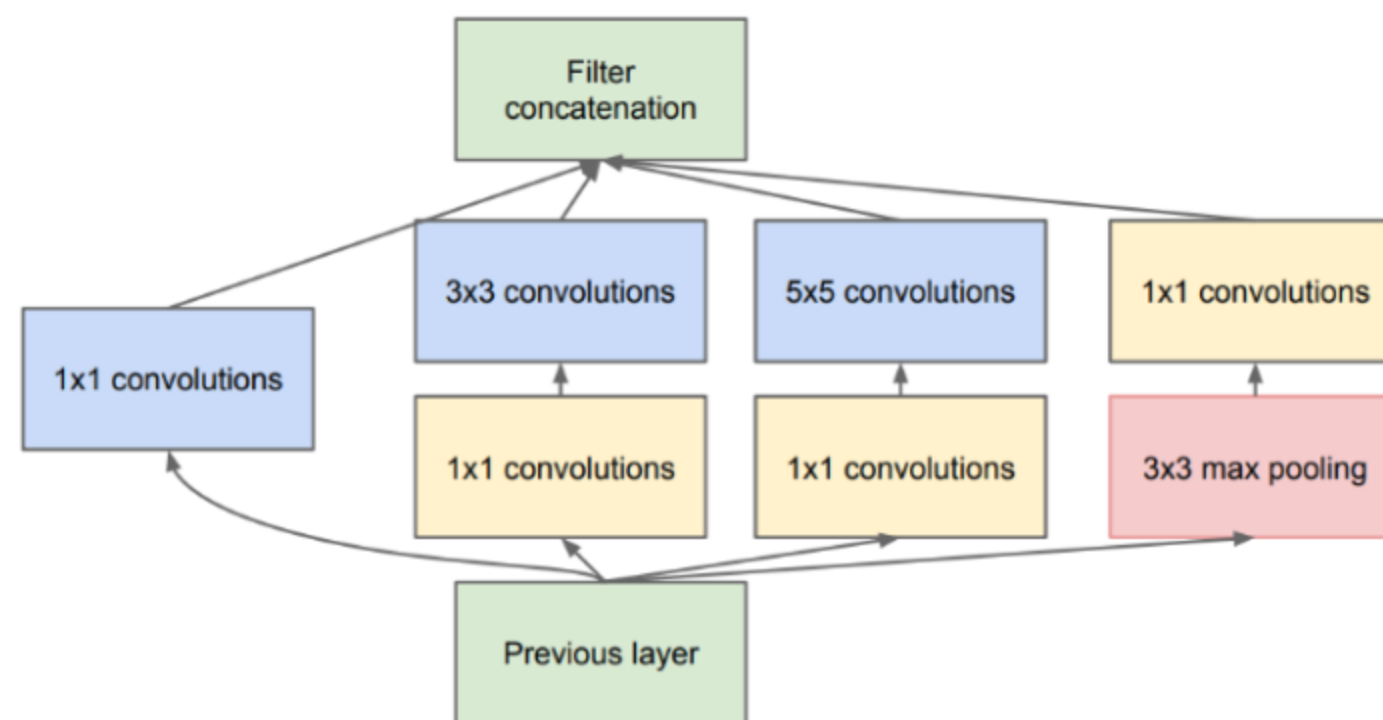 Filter
concatenation
3x3 convolutions
5x5 convolutions
1x1 convolutions
1x1 convolutions
1x1 convolutions
1x1 convolutions
3x3 max pooling
Previous layer